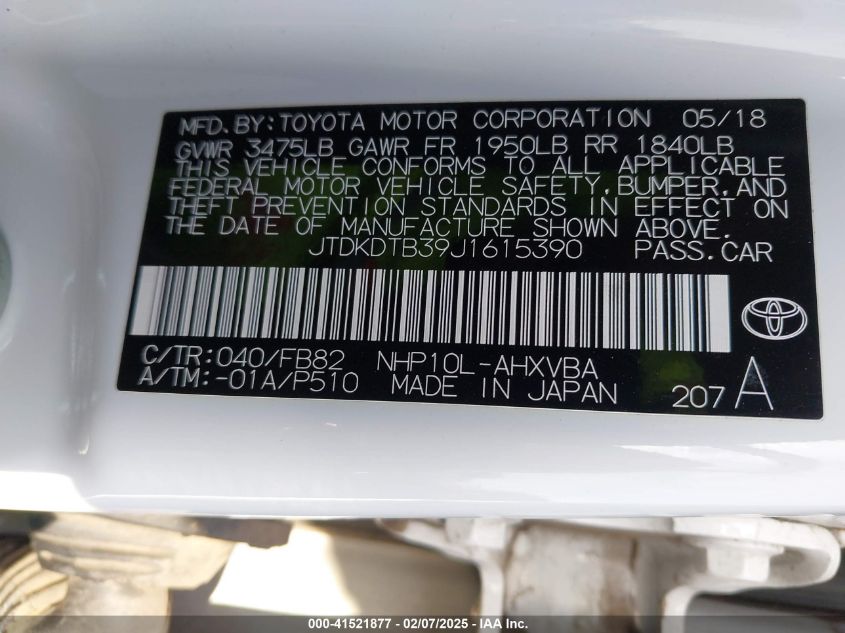 MFD. BY: TOYOTA MOTOR CORPORATION 05/18
GVWR 3475LB GAWR FR 1950LB RR 1840LB
THIS VEHICLE CONFORMS TO ALL APPLICABLE
FEDERAL MOTOR VEHICLE SAFETY, BUMPER, AND
THEFT PREVENTION STANDARDS IN EFFECT ON
THE DATE OF MANUFACTURE SHOWN ABOVE.
JTDKDTB39J1615390 PASS.CAR
C/TR:040/FB82 NHP10L-AHXVBA
A/TM:-01A/P510 MADE IN JAPAN 207 A
000-41521877 - 02/07/2025 - IAA Inc.